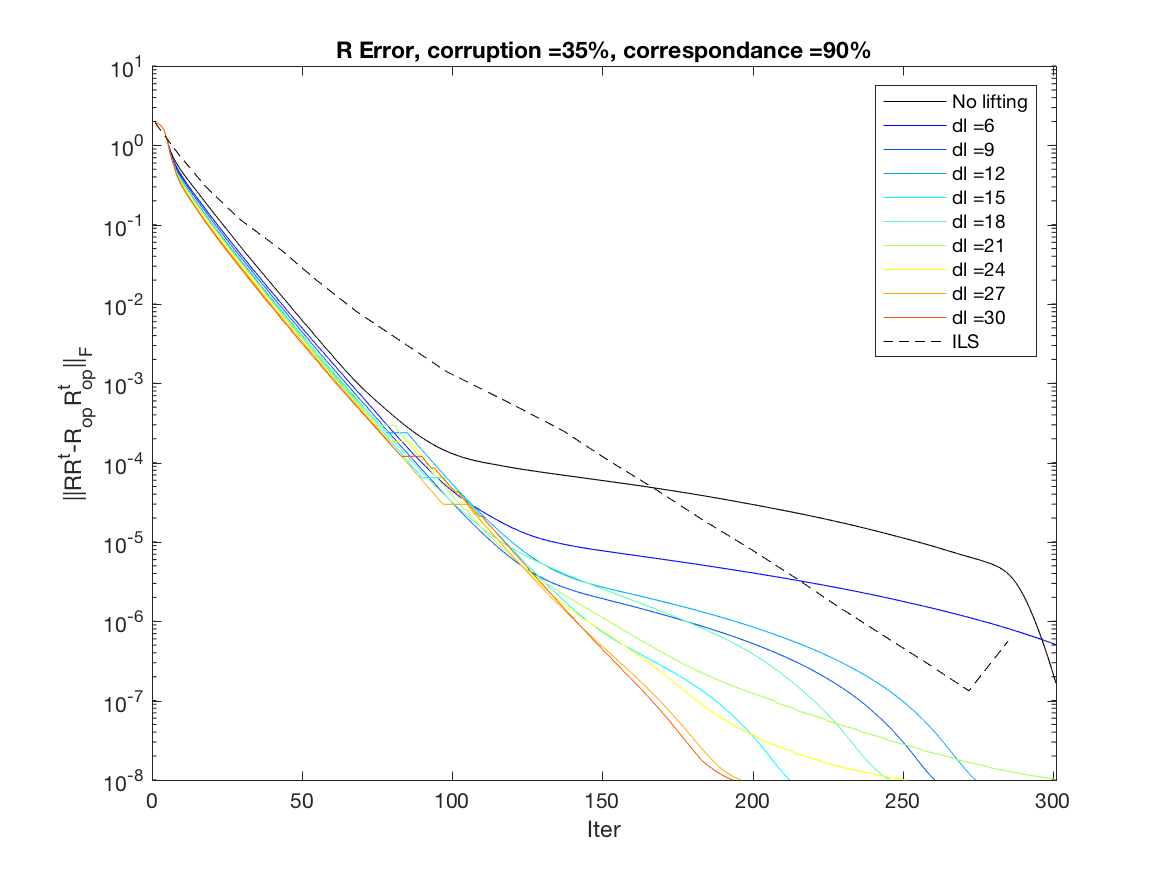 R Error, corruption =35%, correspondance =90%
10^1
10^0
10^-1
10^-2
10^-3
10^-4
10^-5
10^-6
10^-7
10^-8
||RR^t-R_op R_op^t||_F
No lifting
dl =6
dl =9
dl =12
dl =15
dl =18
dl =21
dl =24
dl =27
dl =30
ILS
0
50
100
150
200
250
300
Iter